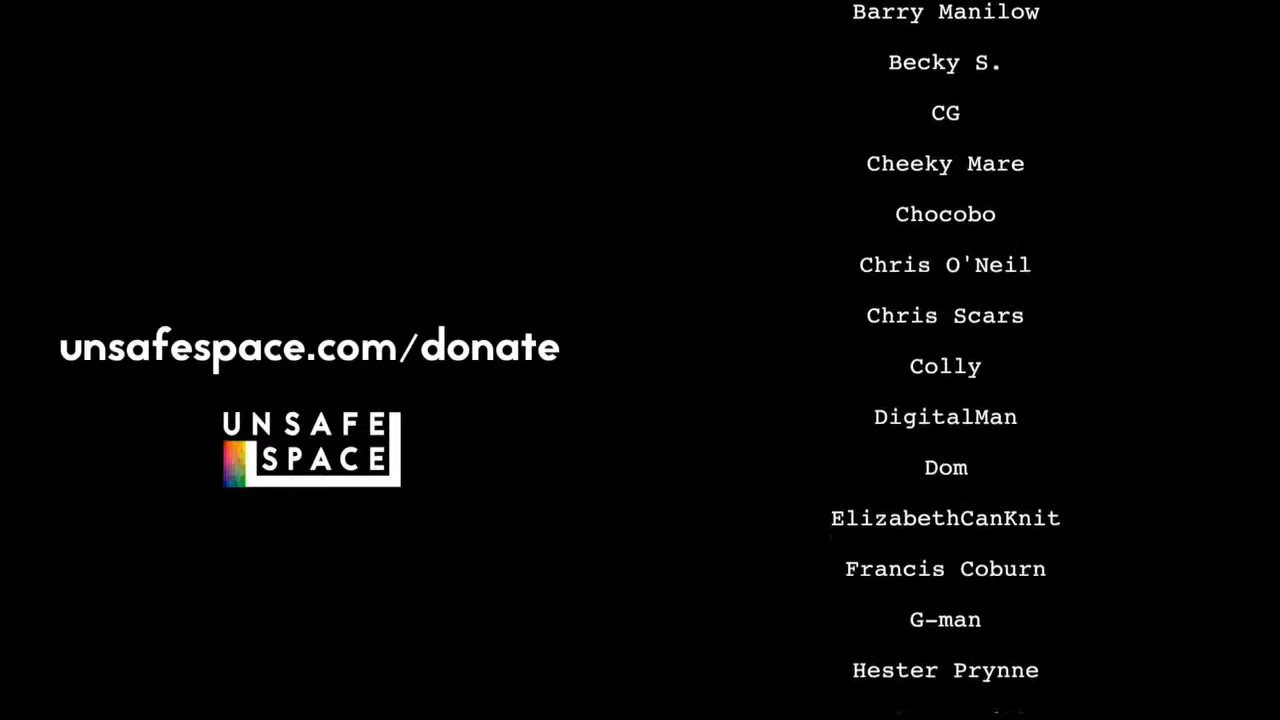 unsafespace.com/donate
UNSAFE
SPACE
Barry Manilow
Becky S.
CG
Cheeky Mare
Chocobo
Chris O'Neil
Chris Scars
Colly
DigitalMan
Dom
ElizabethCanKnit
Francis Coburn
G-man
Hester Prynne